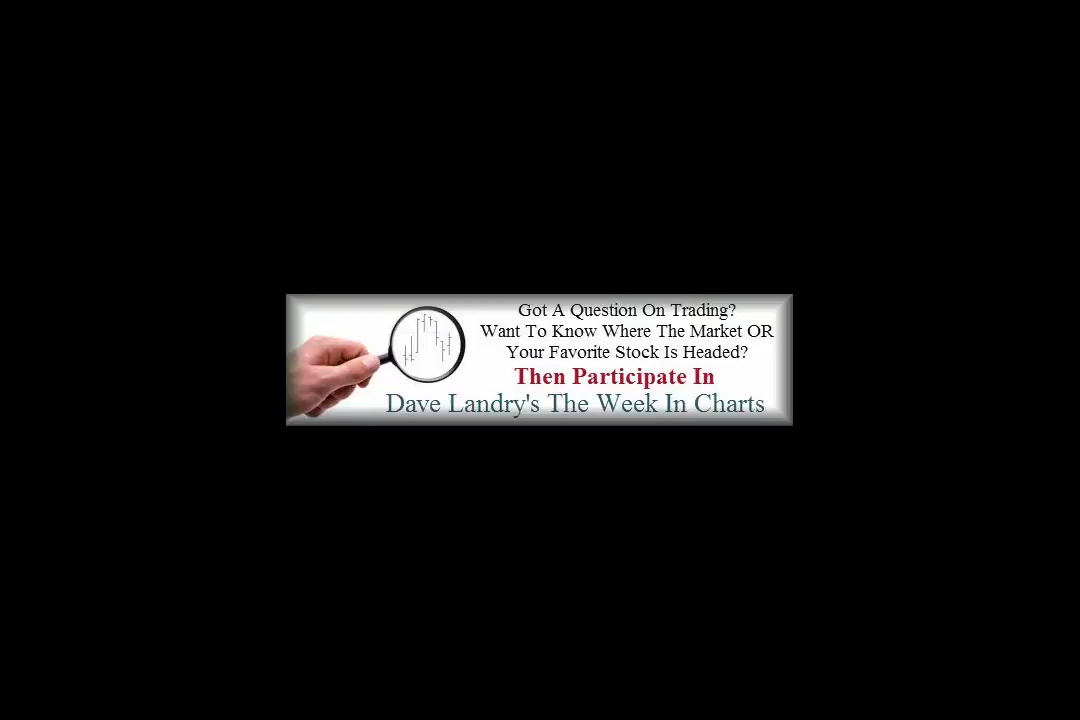 Got A Question On Trading?
Want To Know Where The Market OR
Your Favorite Stock Is Headed?
Then Participate In
Dave Landry's The Week In Charts